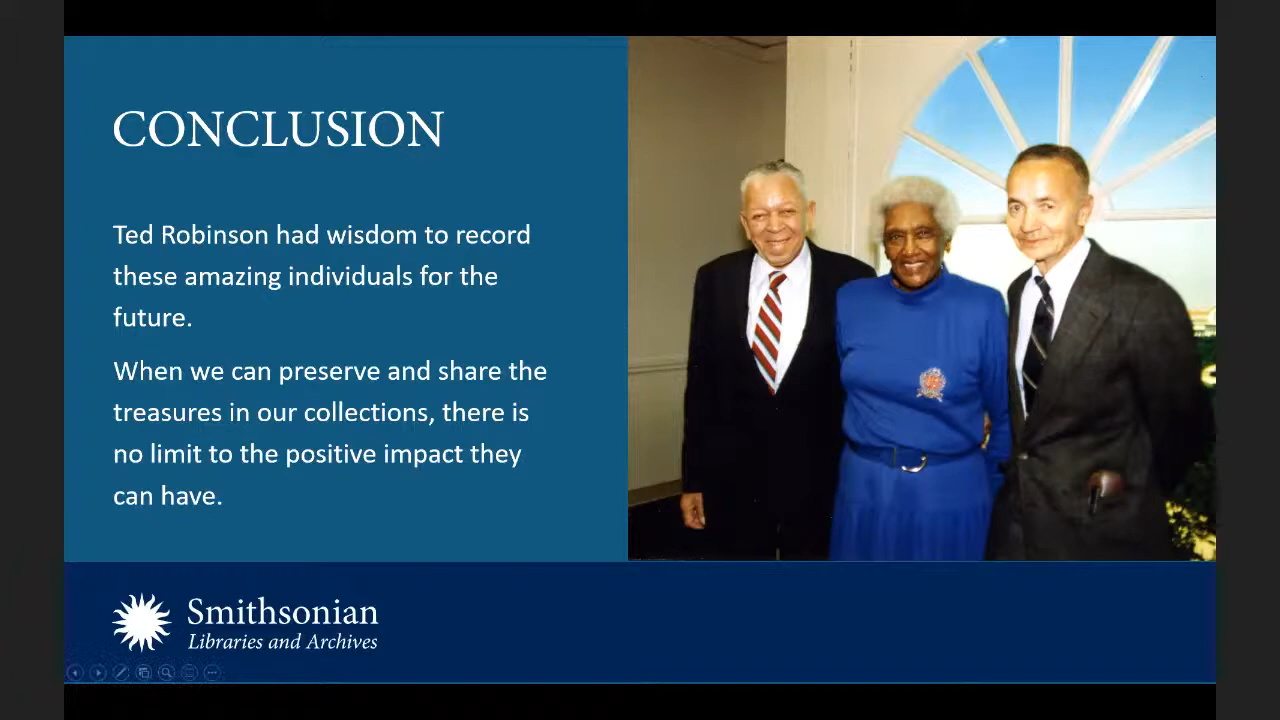 CONCLUSION
Ted Robinson had wisdom to record
these amazing individuals for the
future.
When we can preserve and share the
treasures in our collections, there is
no limit to the positive impact they
can have.
Smithsonian
Libraries and Archives